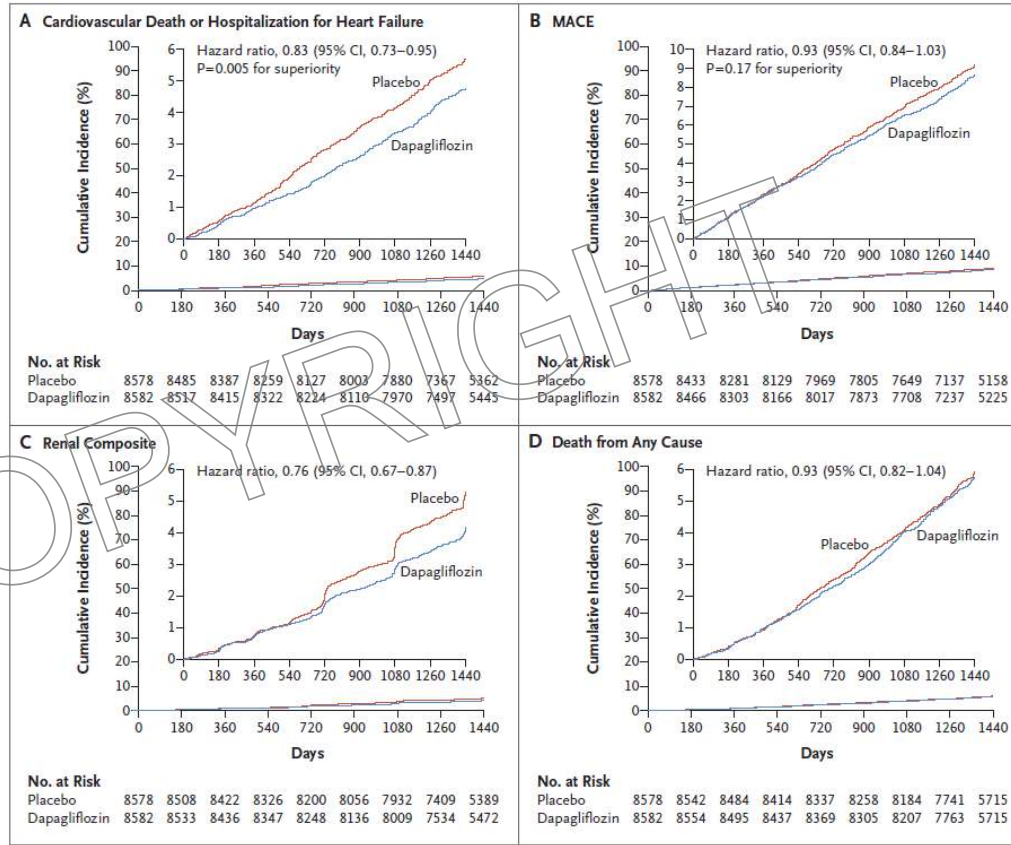 A Cardiovascular Death or Hospitalization for Heart Failure
Cumulative Incidence (%)
100
90
80
70
60
50
40
30
20
10
0
6
5
4
3
2
1
0
Hazard ratio, 0.83 (95% CI, 0.73–0.95)
P=0.005 for superiority
Placebo
Dapagliflozin
0 180 360 540 720 900 1080 1260 1440
0 180 360 540 720 900 1080 1260 1440
Days
No. at Risk
Placebo 8578 8485 8387 8259 8127 8003 7880 7367 5362
Dapagliflozin 8582 8517 8415 8322 8224 8110 7970 7497 5445
B MACE
Cumulative Incidence (%)
100
90
80
70
60
50
40
30
20
10
0
10
9
8
7
6
5
4
3
2
1
0
Hazard ratio, 0.93 (95% CI, 0.84–1.03)
P=0.17 for superiority
Placebo
Dapagliflozin
0 180 360 540 720 900 1080 1260 1440
0 180 360 540 720 900 1080 1260 1440
Days
No. at Risk
Placebo 8578 8433 8281 8129 7969 7805 7649 7137 5158
Dapagliflozin 8582 8466 8303 8166 8017 7873 7708 7237 5225
C Renal Composite
Cumulative Incidence (%)
100
90
80
70
60
50
40
30
20
10
0
6
5
4
3
2
1
0
Hazard ratio, 0.76 (95% CI, 0.67–0.87)
Placebo
Dapagliflozin
0 180 360 540 720 900 1080 1260 1440
0 180 360 540 720 900 1080 1260 1440
Days
No. at Risk
Placebo 8578 8508 8422 8326 8200 8056 7932 7409 5389
Dapagliflozin 8582 8533 8436 8347 8248 8136 8009 7534 5472
D Death from Any Cause
Cumulative Incidence (%)
100
90
80
70
60
50
40
30
20
10
0
6
5
4
3
2
1
0
Hazard ratio, 0.93 (95% CI, 0.82–1.04)
Placebo
Dapagliflozin
0 180 360 540 720 900 1080 1260 1440
0 180 360 540 720 900 1080 1260 1440
Days
No. at Risk
Placebo 8578 8542 8484 8414 8337 8258 8184 7741 5715
Dapagliflozin 8582 8554 8495 8437 8369 8305 8207 7763 5715
OPYRIGHT